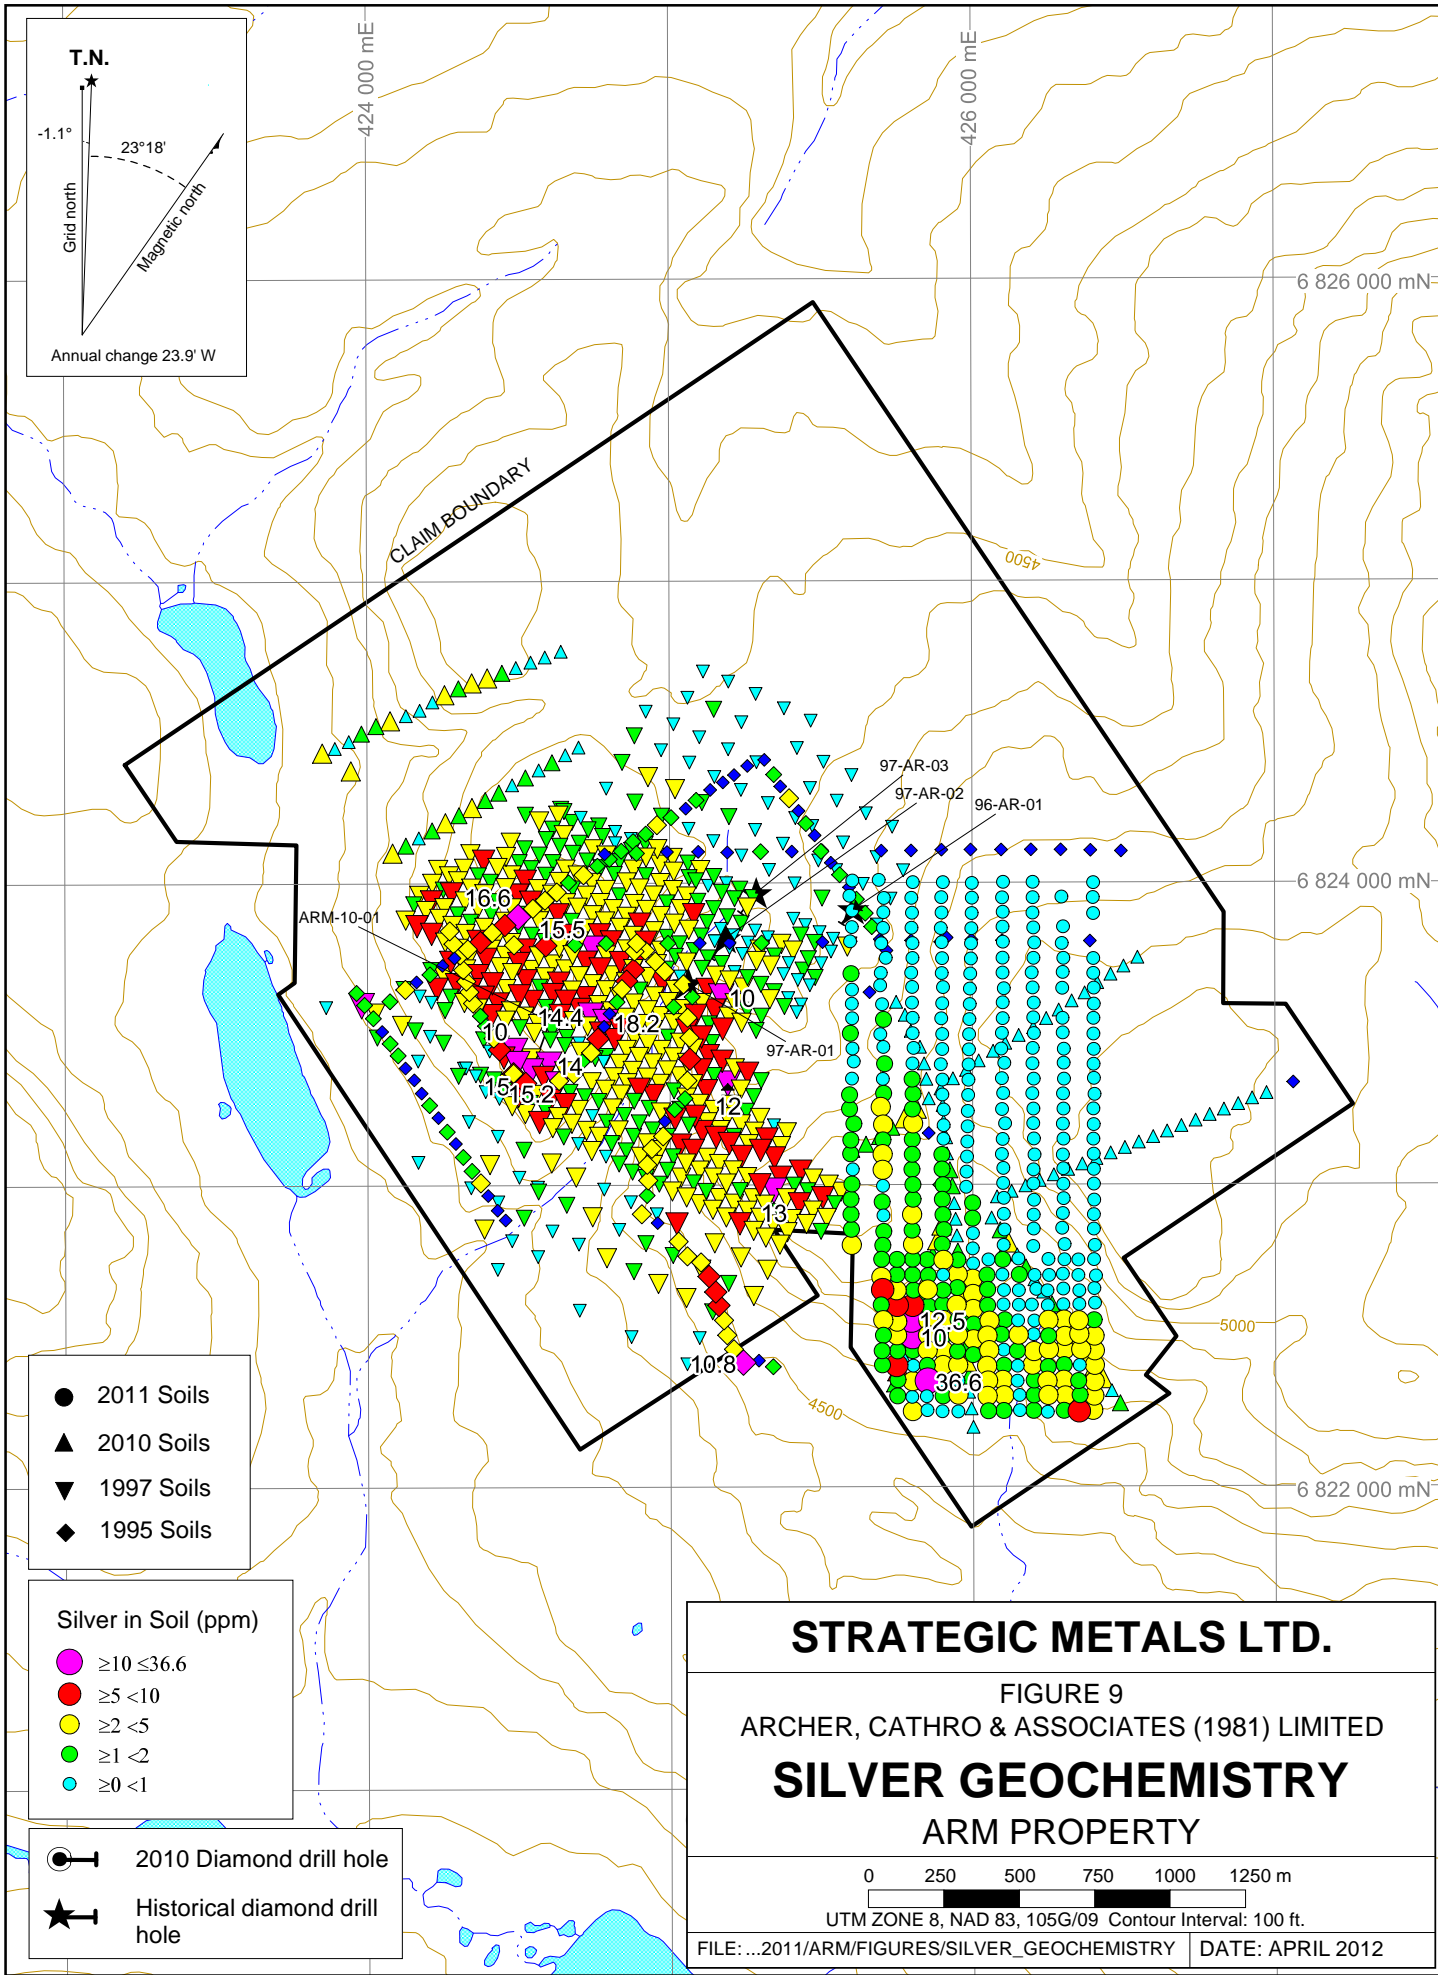 T.N.
-1.1°
23°18'
Grid north
Magnetic north
Annual change 23.9' W
424 000 mE
426 000 mE
6 826 000 mN
CLAIM BOUNDARY
4500
97-AR-03
97-AR-02
96-AR-01
6 824 000 mN
16.6
ARM-10-01
15.5
10
14.4
18.2
10
97-AR-01
14
15
15.2
12
13
12.5
10
5000
10.8
36.6
4500
6 822 000 mN
2011 Soils
2010 Soils
1997 Soils
1995 Soils
Silver in Soil (ppm)
≥10 ≤36.6
≥5 <10
≥2 <5
≥1 <2
≥0 <1
2010 Diamond drill hole
Historical diamond drill
hole
STRATEGIC METALS LTD.
FIGURE 9
ARCHER, CATHRO & ASSOCIATES (1981) LIMITED
SILVER GEOCHEMISTRY
ARM PROPERTY
0 250 500 750 1000 1250 m
UTM ZONE 8, NAD 83, 105G/09 Contour Interval: 100 ft.
FILE: ...2011/ARM/FIGURES/SILVER_GEOCHEMISTRY
DATE: APRIL 2012